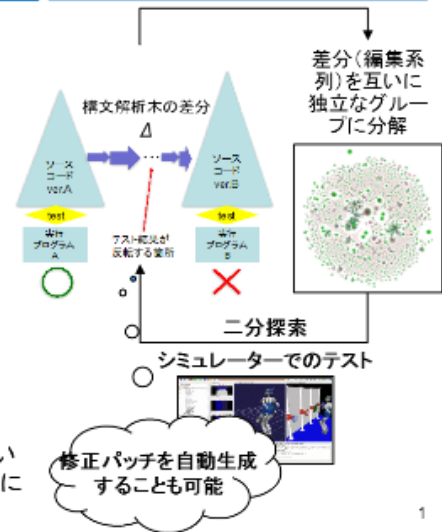 差分(編集系
列)を互いに
独立なグルー
プに分解
構文解析木の差分
Δ
ソース
コード
ver.A
...
ソース
コード
ver.B
test
test
実行
プログラム
A
テスト結果が
反転する箇所
実行
プログラム
B
二分探索
シミュレーターでのテスト
い
に
修正パッチを自動生成
することも可能
1